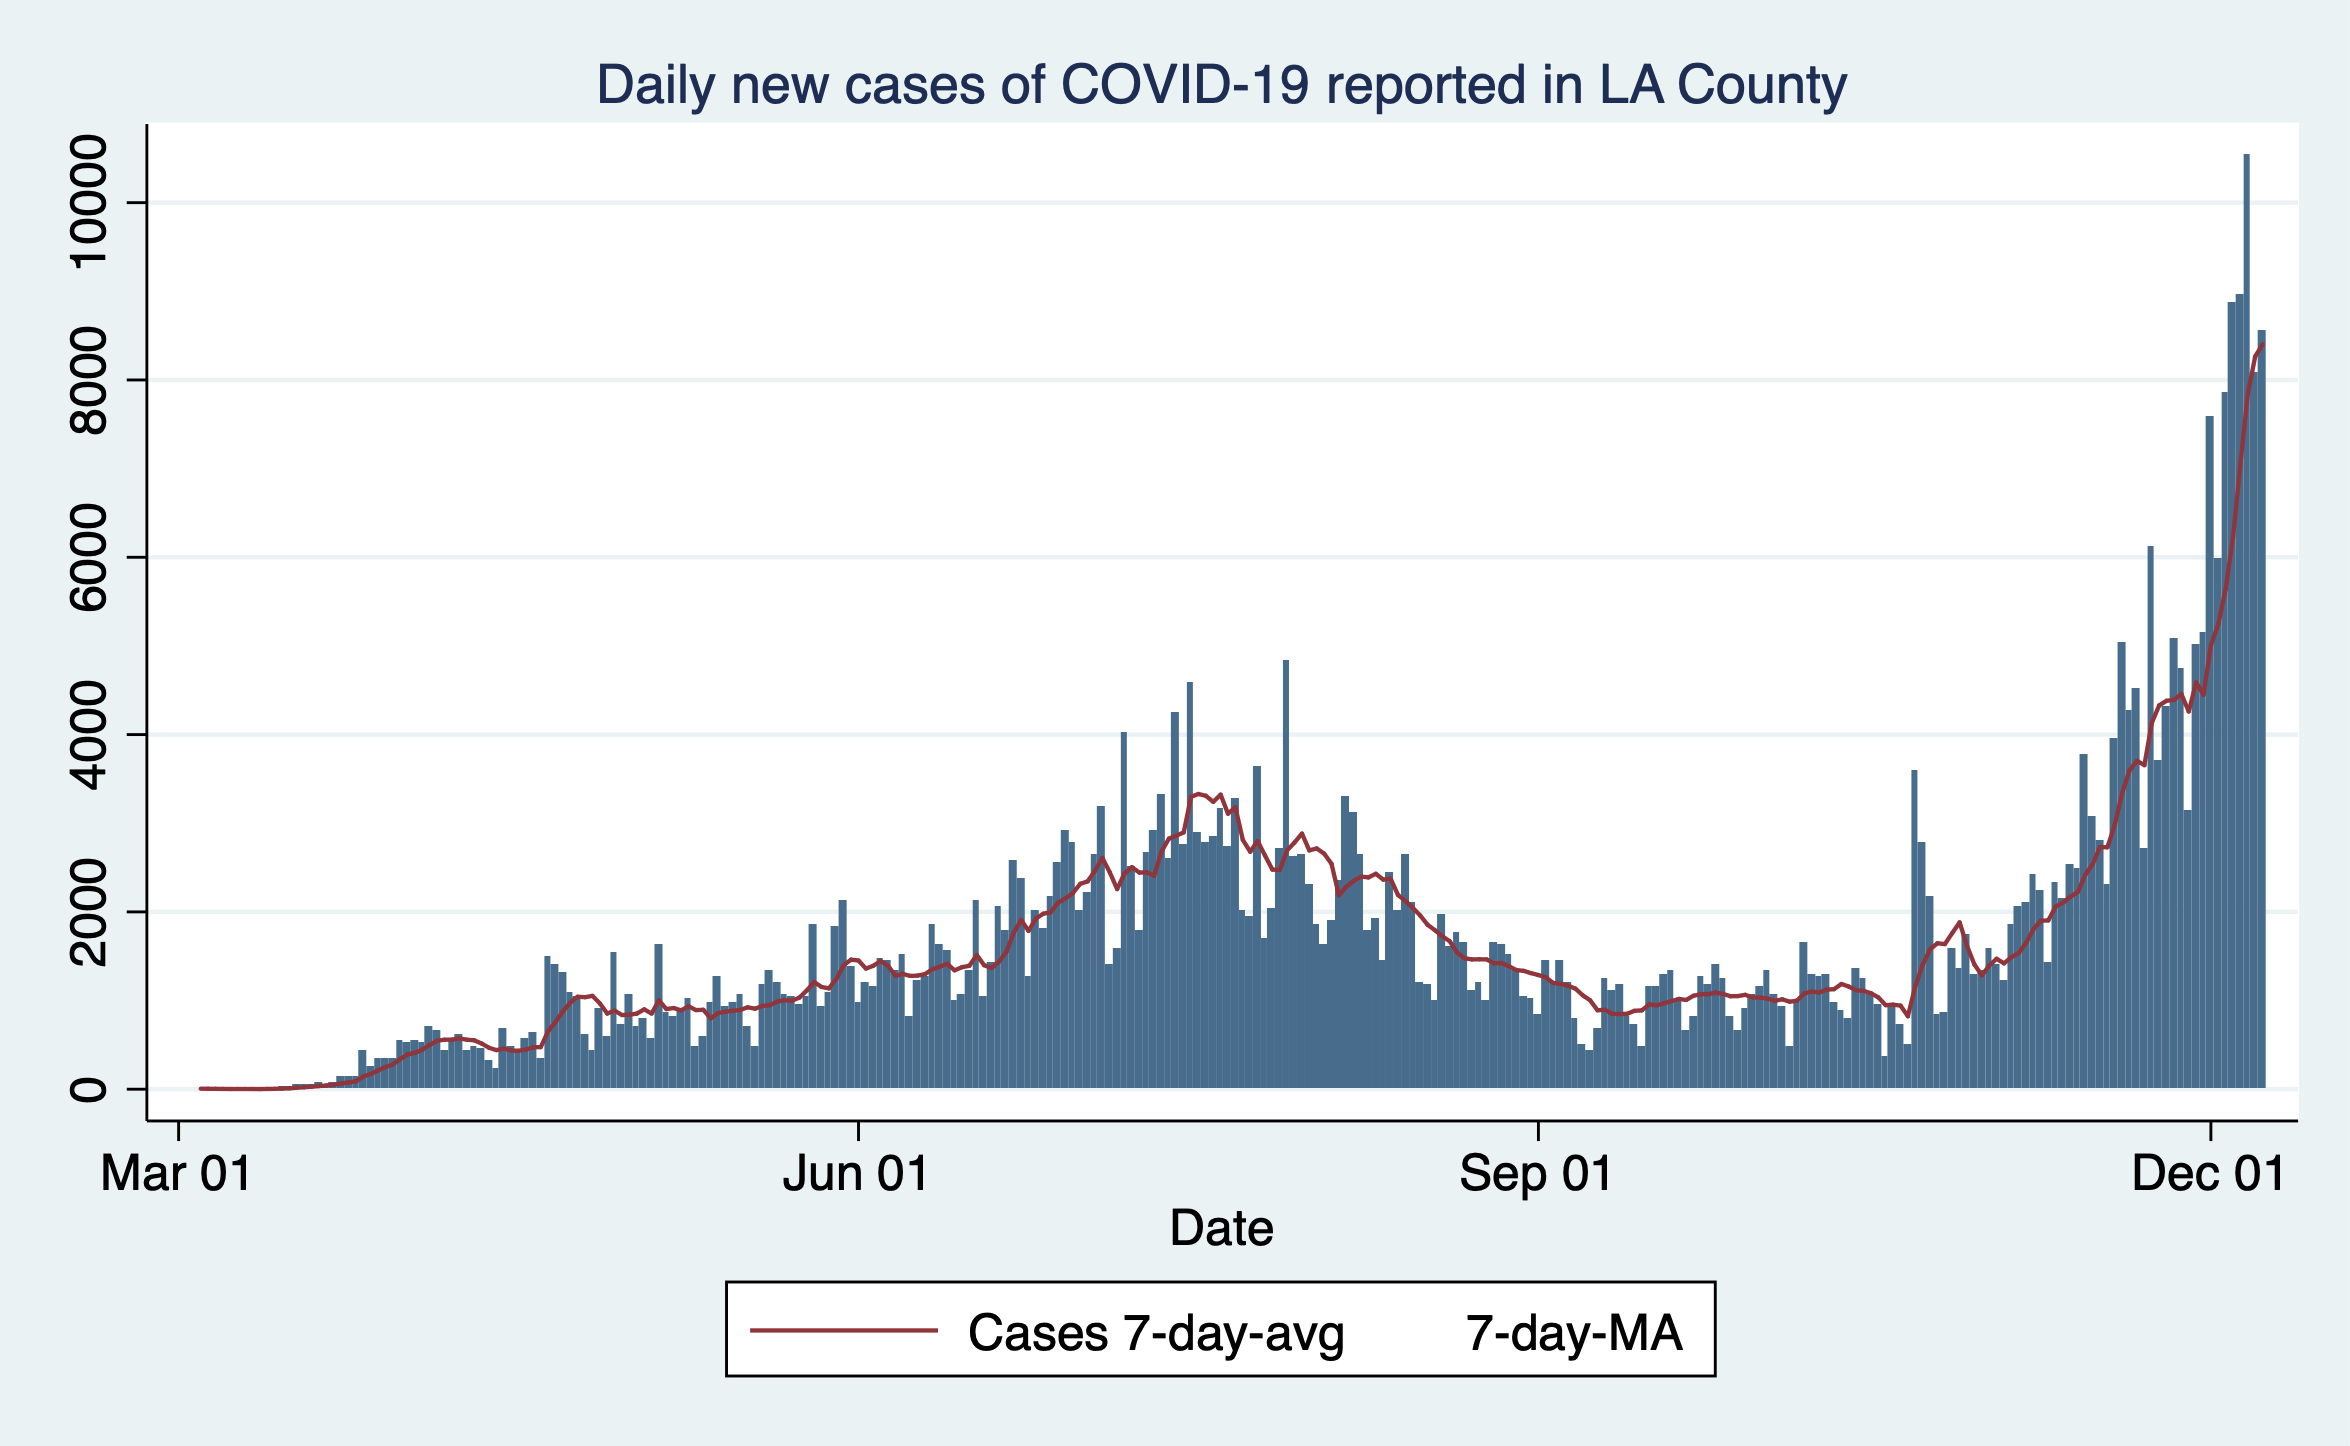 Daily new cases of COVID-19 reported in LA County
10000
8000
6000
4000
2000
0
Mar 01 Jun 01 Sep 01 Dec 01
Date
Cases 7-day-avg 7-day-MA